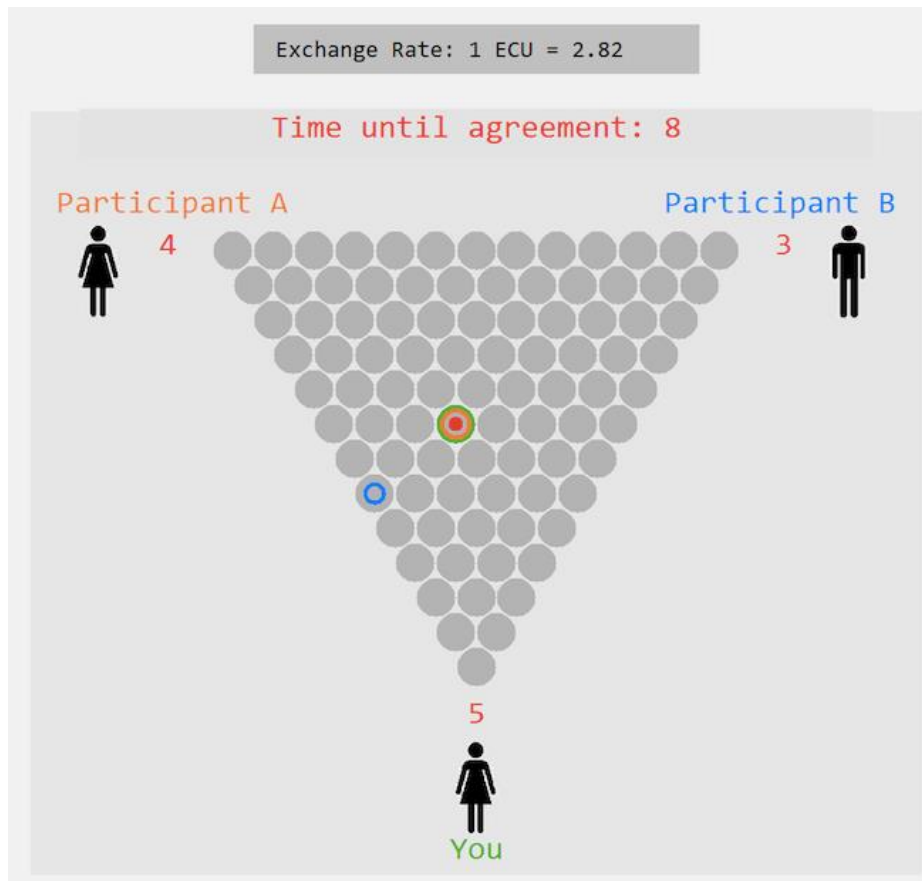 Exchange Rate: 1 ECU = 2.82
Time until agreement: 8
Participant A
Participant B
4
3
5
You